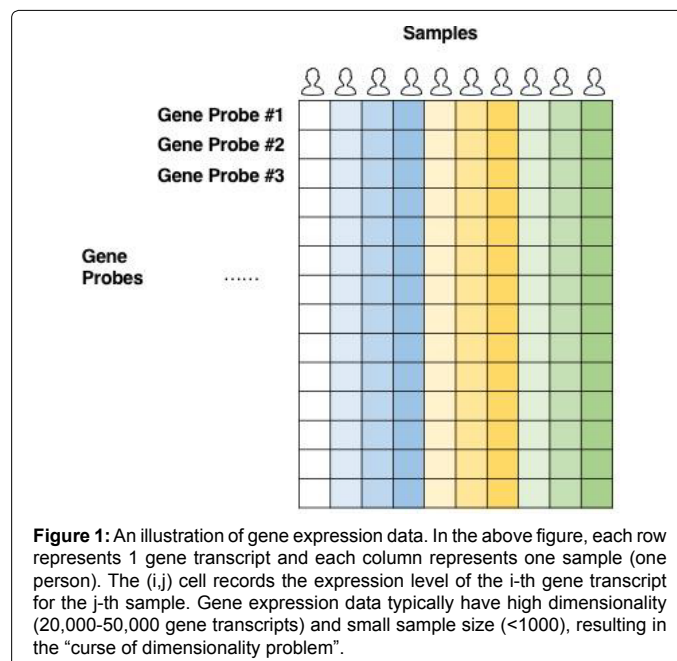 Samples
Gene Probe #1
Gene Probe #2
Gene Probe #3
Gene
Probes ......
Figure 1: An illustration of gene expression data. In the above figure, each row
represents 1 gene transcript and each column represents one sample (one
person). The (i,j) cell records the expression level of the i-th gene transcript
for the j-th sample. Gene expression data typically have high dimensionality
(20,000-50,000 gene transcripts) and small sample size (<1000), resulting in
the “curse of dimensionality problem”.